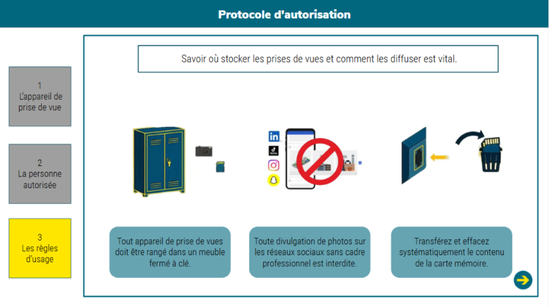 Protocole d'autorisation
Savoir où stocker les prises de vues et comment les diffuser est vital.
1
L'appareil de
prise de vue
2
La personne
autorisée
3
Les règles
d'usage
Tout appareil de prise de vues
doit être rangé dans un meuble
fermé à clé.
Toute divulgation de photos sur
les réseaux sociaux sans cadre
professionnel est interdite.
Transférez et effacez
systématiquement le contenu
de la carte mémoire.